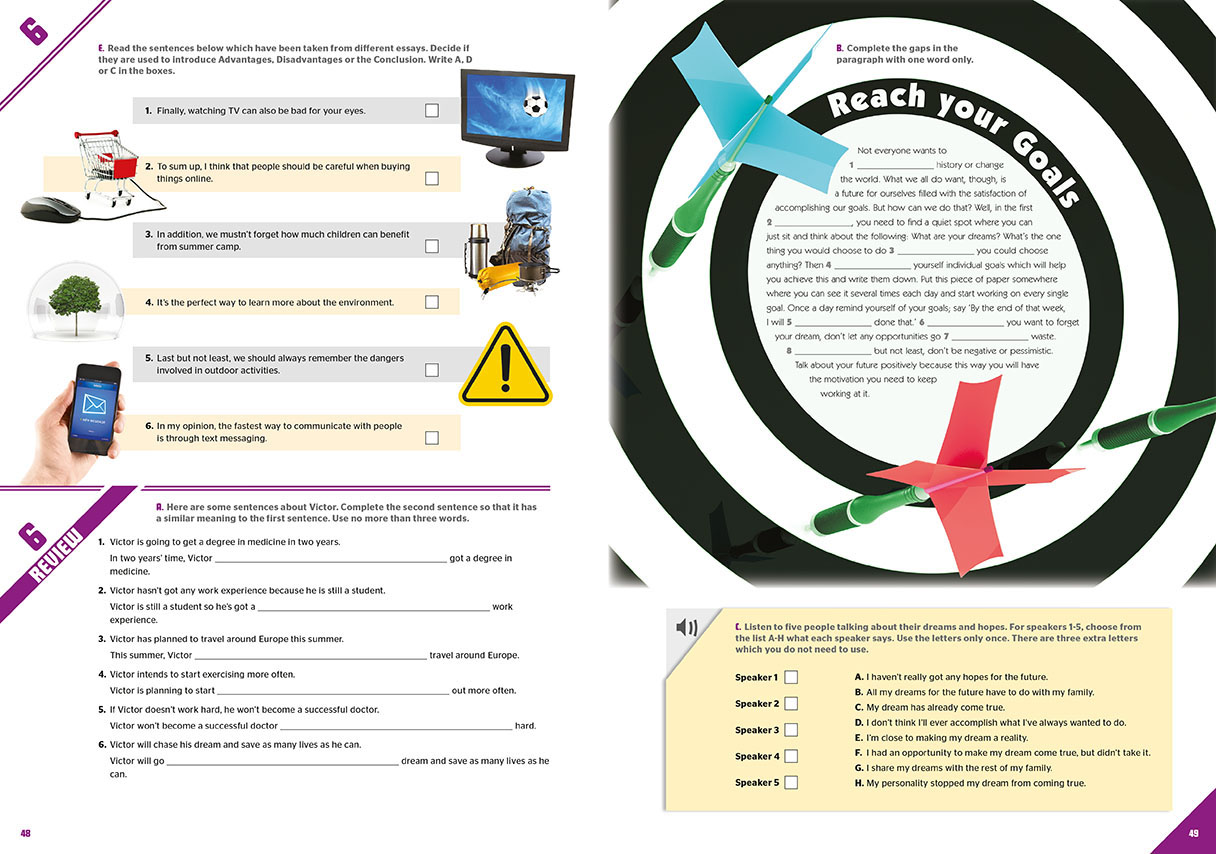 6
E. Read the sentences below which have been taken from different essays. Decide if
they are used to introduce Advantages, Disadvantages or the Conclusion. Write A, D
or C in the boxes.
1. Finally, watching TV can also be bad for your eyes.
2. To sum up, I think that people should be careful when buying
things online.
3. In addition, we mustn't forget how much children can benefit
from summer camp.
4. It's the perfect way to learn more about the environment.
5. Last but not least, we should always remember the dangers
involved in outdoor activities.
6. In my opinion, the fastest way to communicate with people
is through text messaging.
6
REVIEW
A. Here are some sentences about Victor. Complete the second sentence so that it has
a similar meaning to the first sentence. Use no more than three words.
1. Victor is going to get a degree in medicine in two years.
In two years' time, Victor ____________ got a degree in
medicine.
2. Victor hasn't got any work experience because he is still a student.
Victor is still a student so he's got a ____________ work
experience.
3. Victor has planned to travel around Europe this summer.
This summer, Victor ____________ travel around Europe.
4. Victor intends to start exercising more often.
Victor is planning to start ____________ out more often.
5. If Victor doesn't work hard, he won't become a successful doctor.
Victor won't become a successful doctor ____________ hard.
6. Victor will chase his dream and save as many lives as he can.
Victor will go ____________ dream and save as many lives as he
can.
48
B. Complete the gaps in the
paragraph with one word only.
Reach your Goals
Not everyone wants to
1 ____________ history or change
the world. What we all do want, though, is
a future for ourselves filled with the satisfaction of
accomplishing our goals. But how can we do that? Well, in the first
2 ____________, you need to find a quiet spot where you can
just sit and think about the following: What are your dreams? What's the one
thing you would choose to do 3 ____________ you could choose
anything? Then 4 ____________ yourself individual goals which will help
you achieve this and write them down. Put this piece of paper somewhere
where you can see it several times each day and start working on every single
goal. Once a day remind yourself of your goals; say 'By the end of that week,
I will 5 ____________ done that.' 6 ____________ you want to forget
your dream, don't let any opportunities go 7 ____________ waste.
8 ____________ but not least, don't be negative or pessimistic.
Talk about your future positively because this way you will have
the motivation you need to keep
working at it.
C. Listen to five people talking about their dreams and hopes. For speakers 1-5, choose from
the list A-H what each speaker says. Use the letters only once. There are three extra letters
which you do not need to use.
Speaker 1
Speaker 2
Speaker 3
Speaker 4
Speaker 5
A. I haven't really got any hopes for the future.
B. All my dreams for the future have to do with my family.
C. My dream has already come true.
D. I don't think I'll ever accomplish what I've always wanted to do.
E. I'm close to making my dream a reality.
F. I had an opportunity to make my dream come true, but didn't take it.
G. I share my dreams with the rest of my family.
H. My personality stopped my dream from coming true.
49